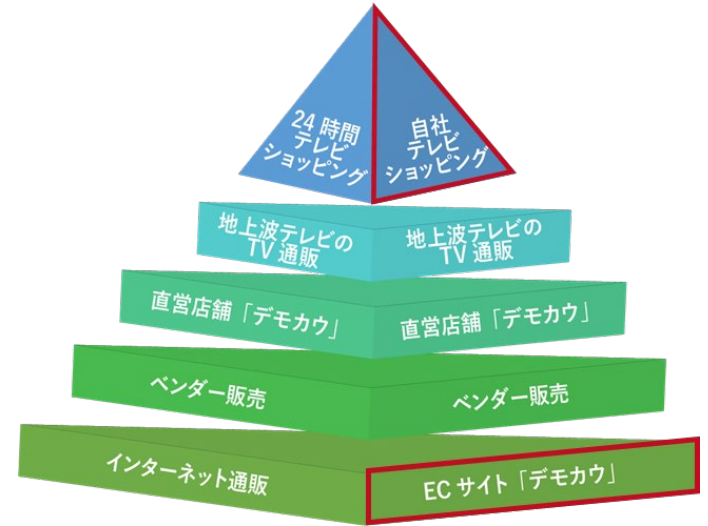 24 時間
テレビ
ショッピング
自社
テレビ
ショッピング
地上波テレビの
TV 通販
地上波テレビの
TV 通販
直営店舗「デモカウ」
直営店舗「デモカウ」
ベンダー販売
ベンダー販売
インターネット通販
EC サイト「デモカウ」